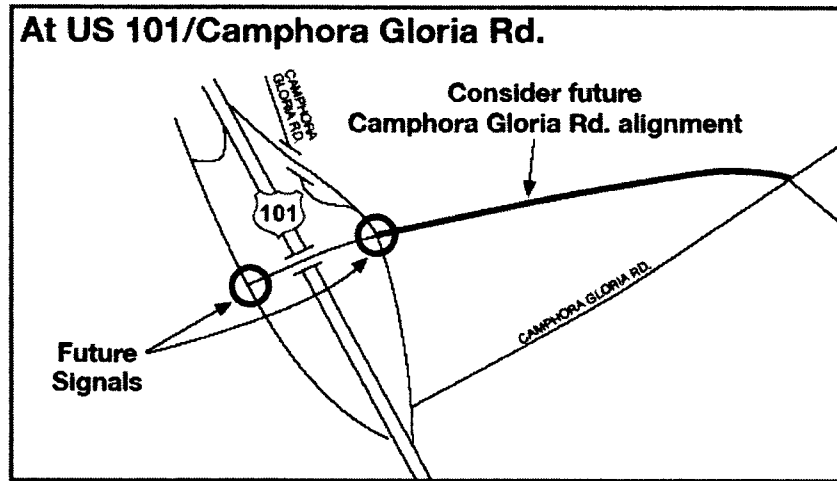 At US 101/Camphora Gloria Rd.
CAMPHORA
GLORIA RD.
Consider future
Camphora Gloria Rd. alignment
101
CAMPHORA GLORIA RD.
Future
Signals